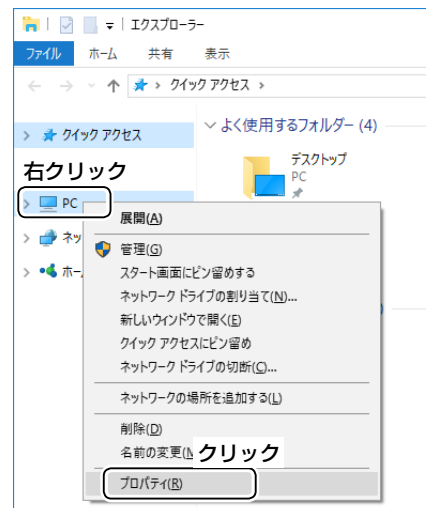 エクスプローラー
ファイル ホーム 共有 表示
クイック アクセス
クイック アクセス
よく使用するフォルダー (4)
デスクトップ
PC
右クリック
PC
展開(A)
ネッ
管理(G)
ホー
スタート画面にピン留めする
ネットワーク ドライブの割り当て(N)...
新しいウィンドウで開く(E)
クイック アクセスにピン留め
ネットワーク ドライブの切断(C)...
ネットワークの場所を追加する(L)
削除(D)
名前の変更(
クリック
プロパティ(R)